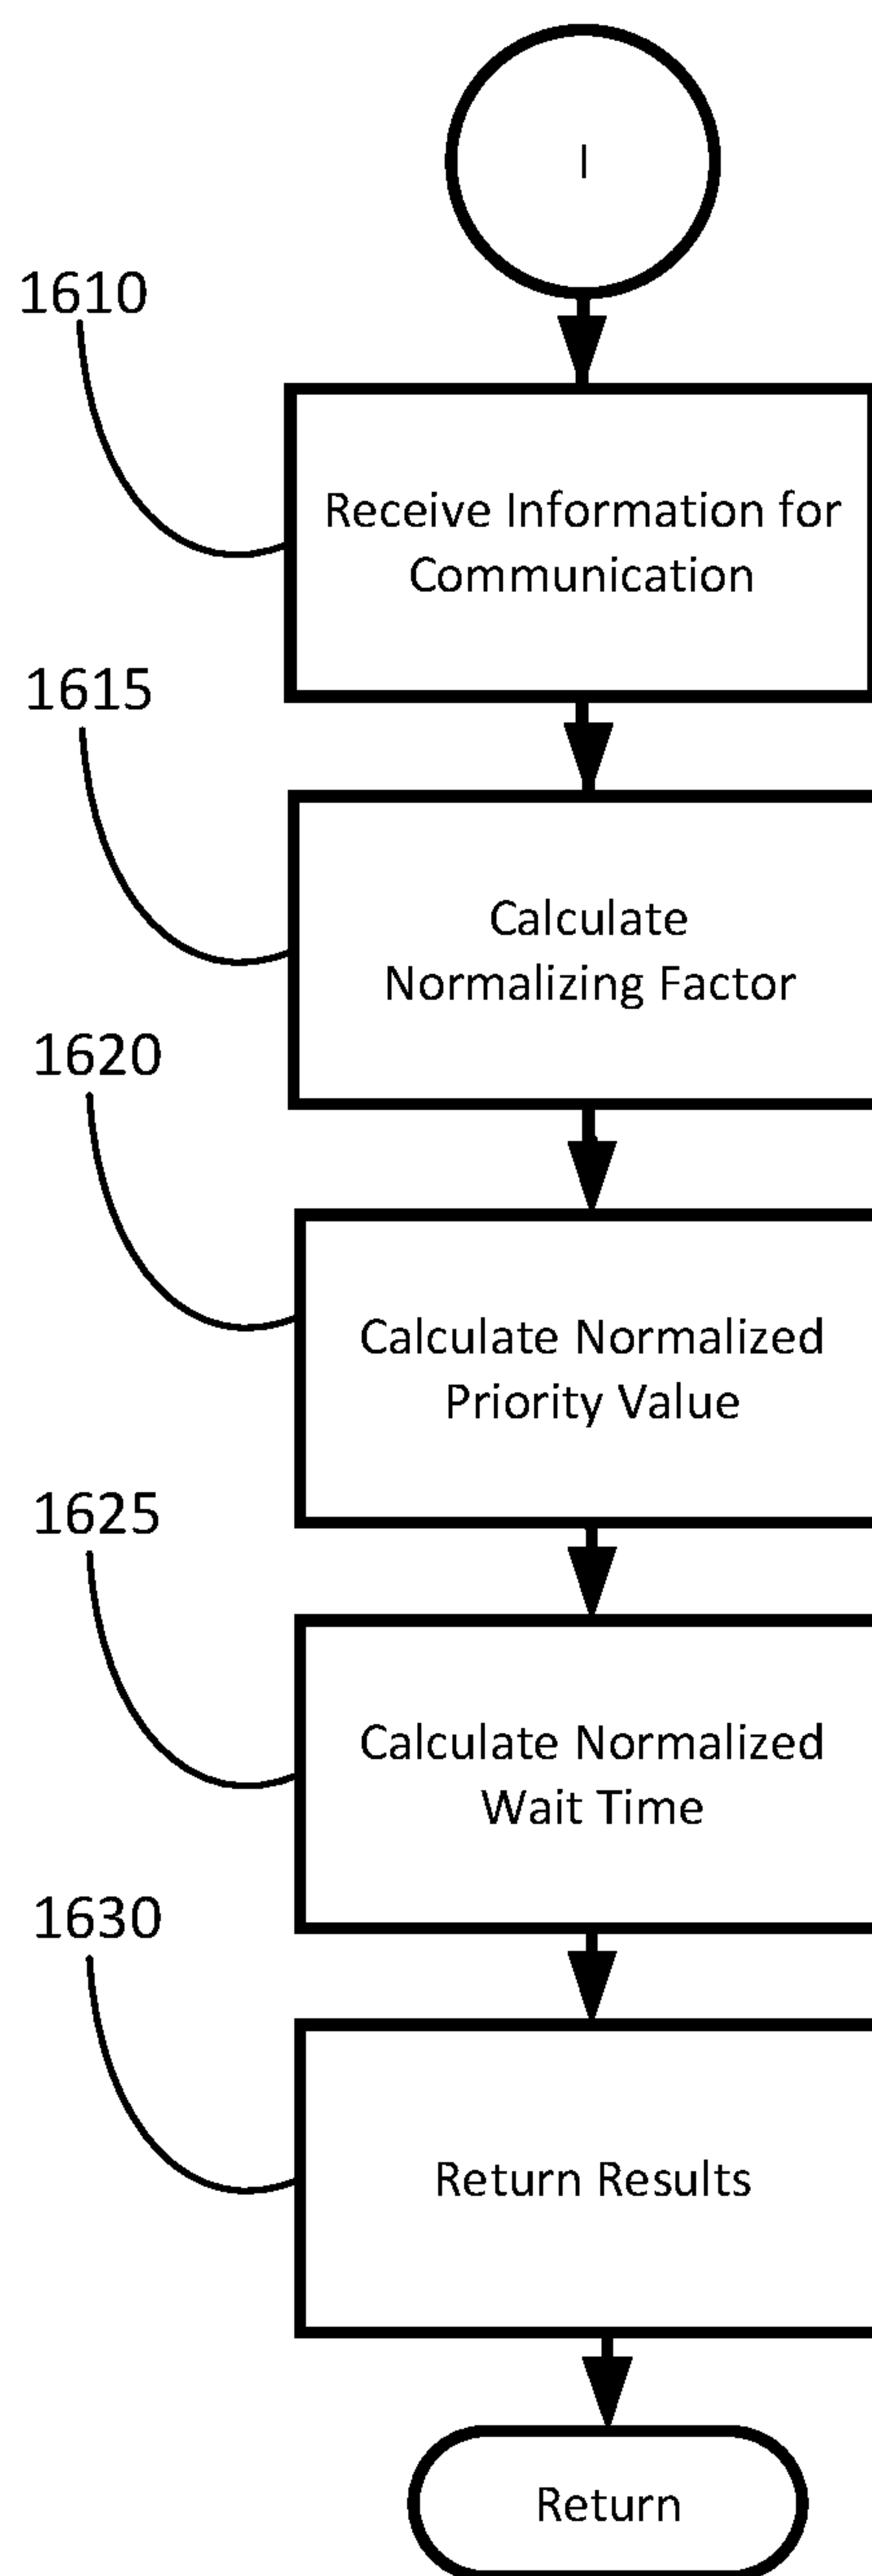 I
1610
Receive Information for
Communication
1615
Calculate
Normalizing Factor
1620
Calculate Normalized
Priority Value
1625
Calculate Normalized
Wait Time
1630
Return Results
Return